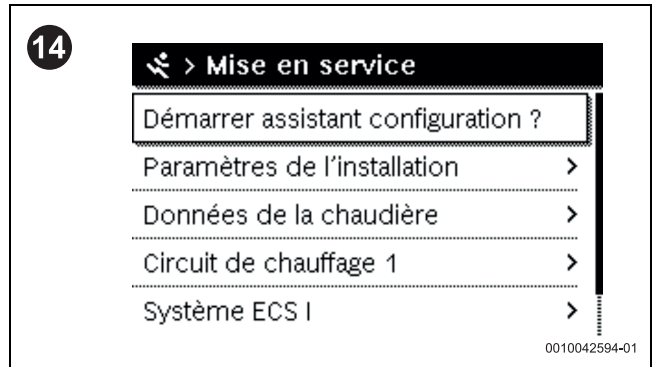 14
> Mise en service
Démarrer assistant configuration ?
Paramètres de l'installation >
Données de la chaudière >
Circuit de chauffage 1 >
Système ECS I >
0010042594-01